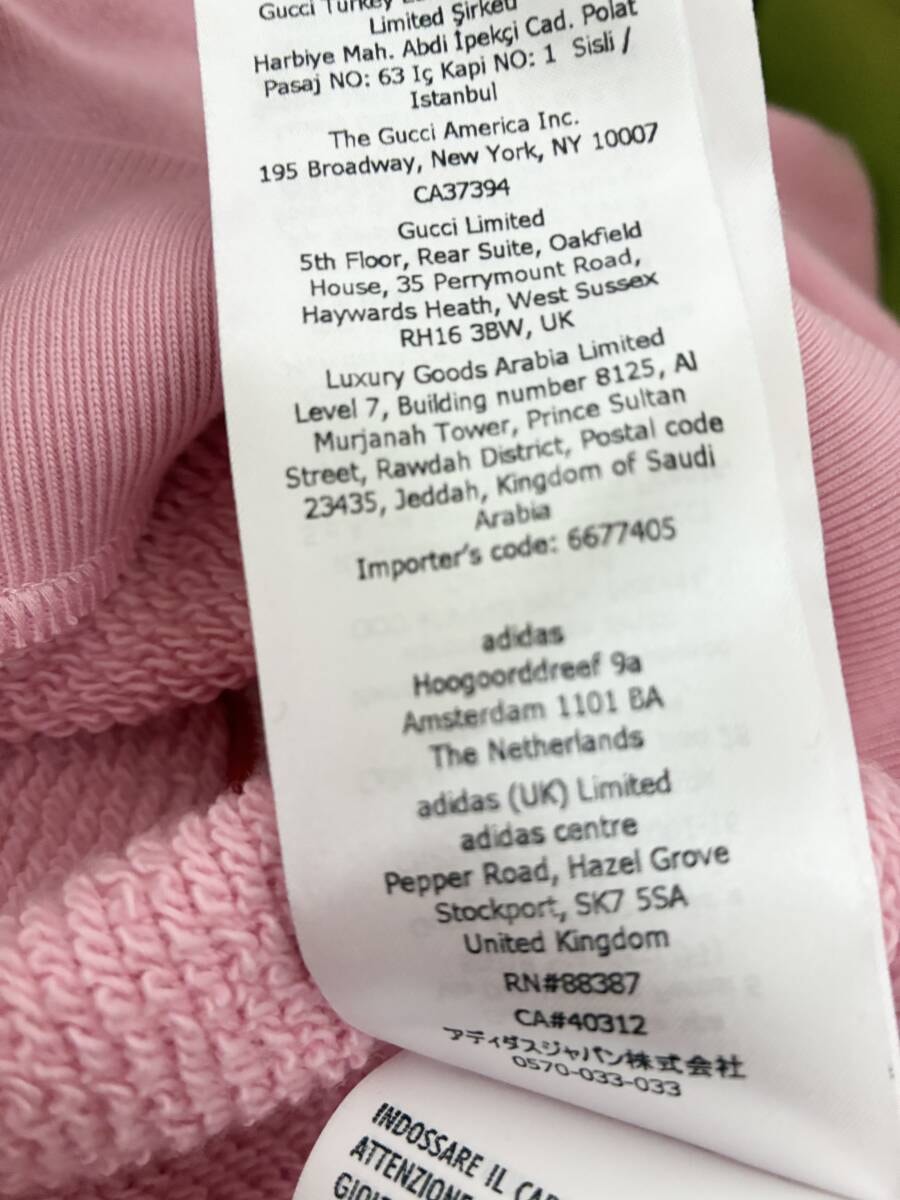 Gucci Turkey
Limited Şirketi
Harbiye Mah. Abdi İpekçi Cad. Polat
Pasaj NO: 63 Iç Kapi NO: 1 Sisli /
Istanbul
The Gucci America Inc.
195 Broadway, New York, NY 10007
CA37394
Gucci Limited
5th Floor, Rear Suite, Oakfield
House, 35 Perrymount Road,
Haywards Heath, West Sussex
RH16 3BW, UK
Luxury Goods Arabia Limited
Level 7, Building number 8125, Al
Murjanah Tower, Prince Sultan
Street, Rawdah District, Postal code
23435, Jeddah, Kingdom of Saudi
Arabia
Importer's code: 6677405
adidas
Hoogoorddreef 9a
Amsterdam 1101 BA
The Netherlands
adidas (UK) Limited
adidas centre
Pepper Road, Hazel Grove
Stockport, SK7 5SA
United Kingdom
RN#88387
CA#40312
アディダスジャパン株式会社
0570-033-033
INDOSSARE IL
ATTENZIONE